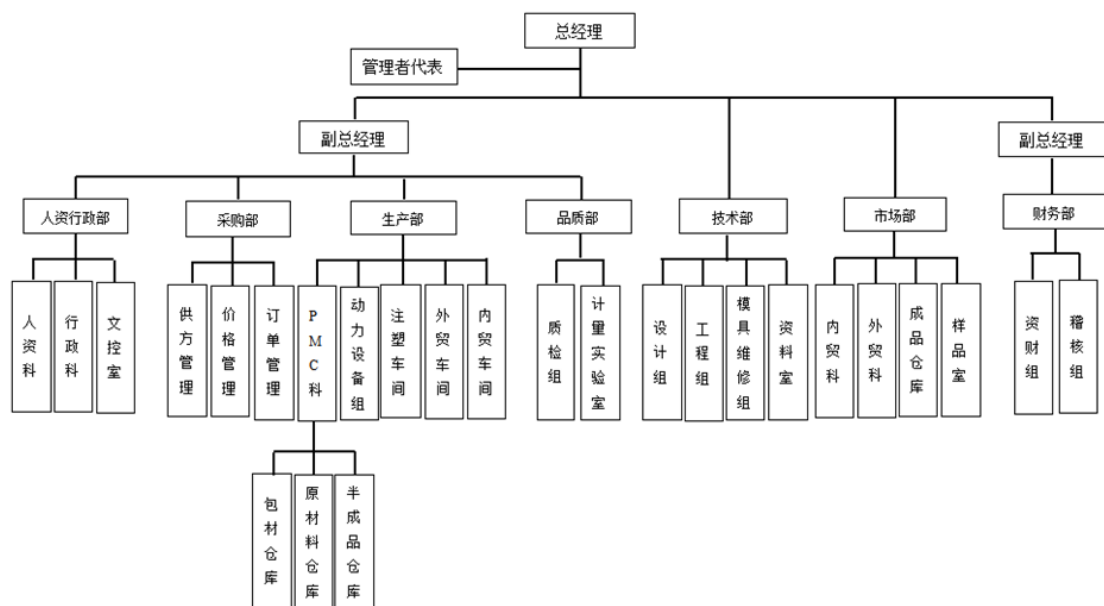 总经理
管理者代表
副总经理
副总经理
人资行政部
采购部
生产部
品质部
技术部
市场部
财务部
人资科
行政科
文控室
供方管理
价格管理
订单管理
PMC科
动力设备组
注塑车间
外贸车间
内贸车间
质检组
计量实验室
设计组
工程组
模具维修组
资料室
内贸科
外贸科
成品仓库
样品室
资财组
稽核组
包材仓库
原材料仓库
半成品仓库